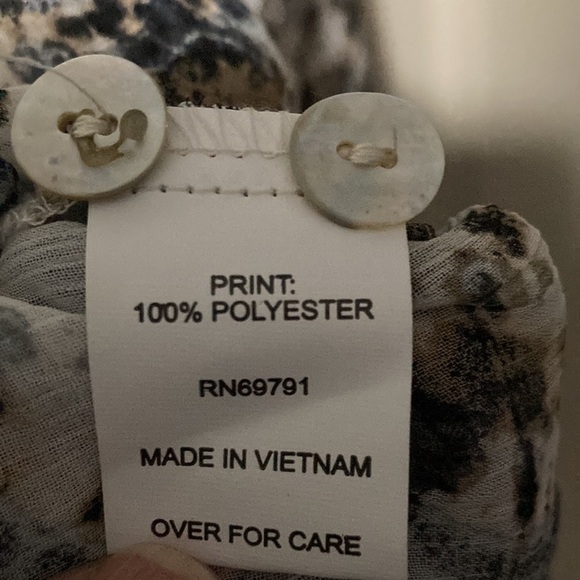 PRINT:
100% POLYESTER
RN69791
MADE IN VIETNAM
OVER FOR CARE